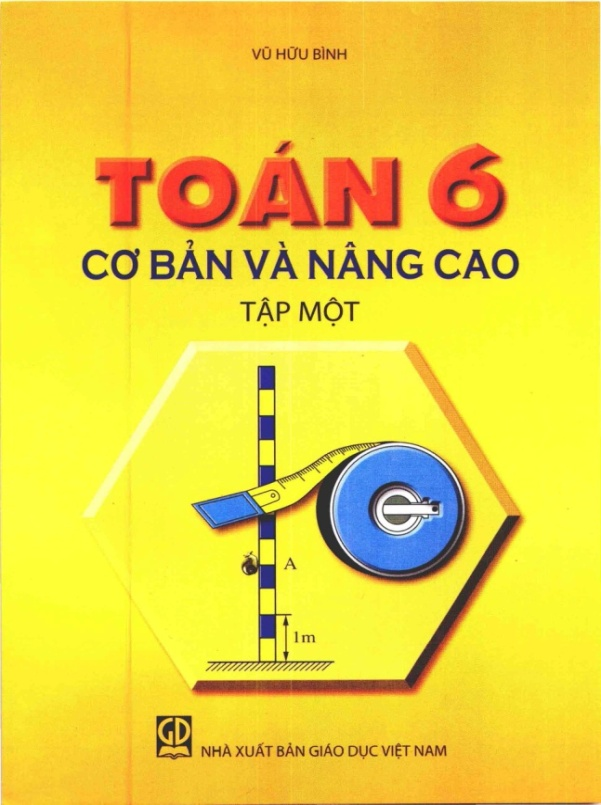 VŨ HỮU BÌNH
TOÁN 6
CƠ BẢN VÀ NÂNG CAO
TẬP MỘT
A
1m
GD
NHÀ XUẤT BẢN GIÁO DỤC VIỆT NAM